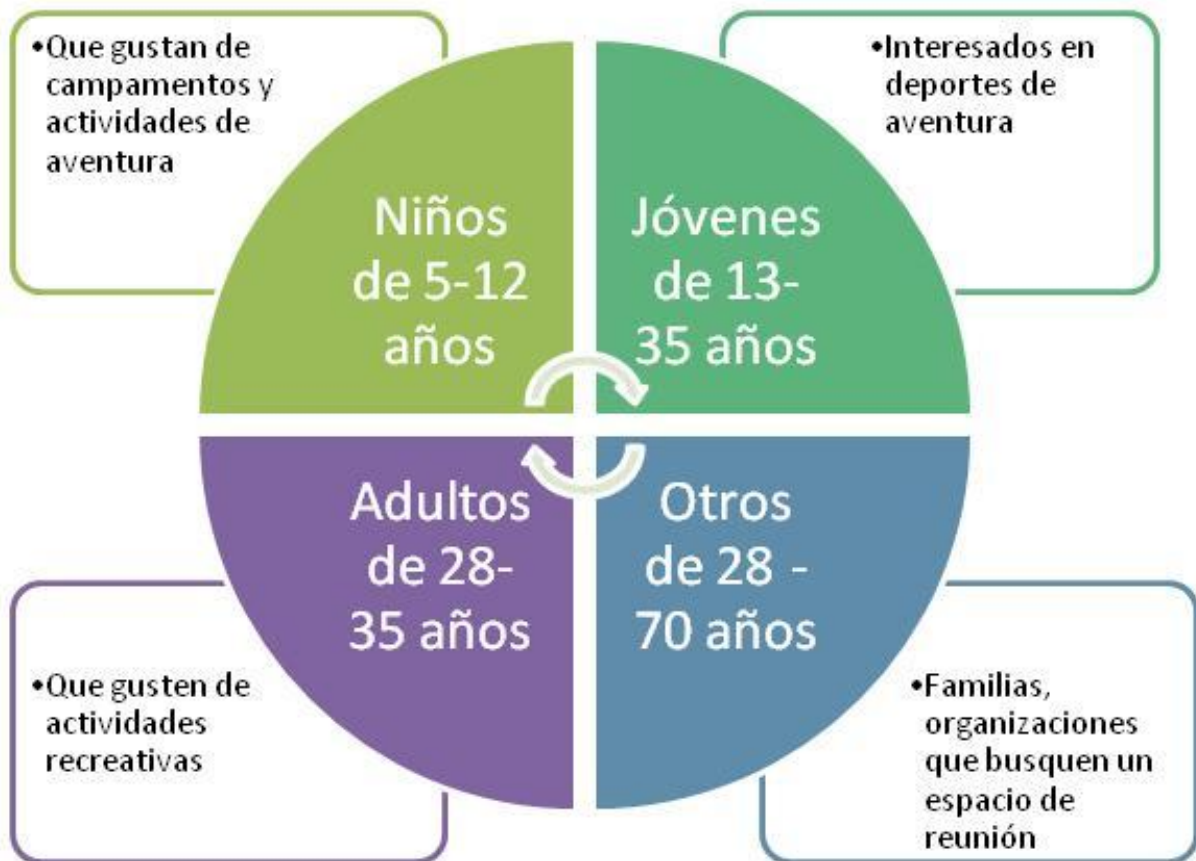 •Que gustan de
campamentos y
actividades de
aventura
Niños
de 5-12
años
•Interesados en
deportes de
aventura
Jóvenes
de 13-
35 años
Adultos
de 28-
35 años
•Que gusten de
actividades
recreativas
Otros
de 28 -
70 años
•Familias,
organizaciones
que busquen un
espacio de
reunión